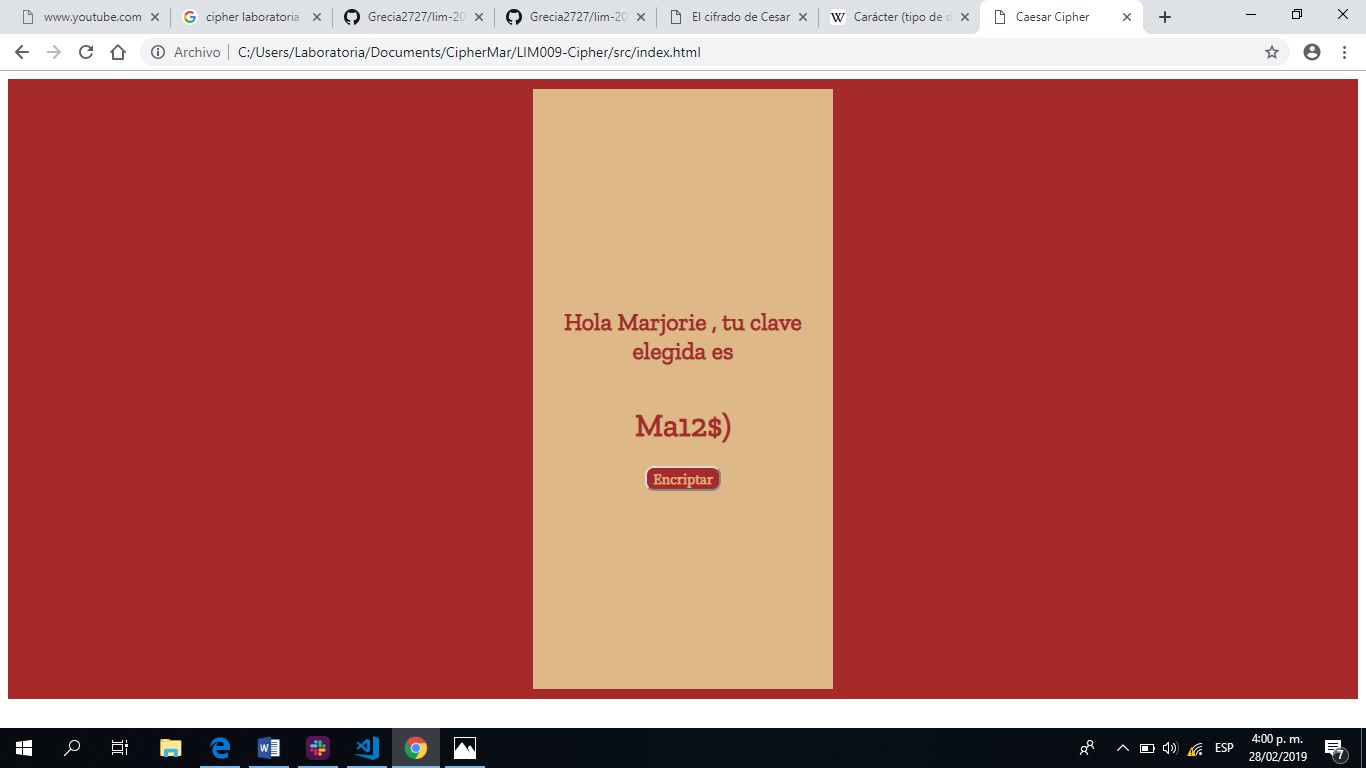 www.youtube.com
cipher laboratoria
Grecia2727/lim-20
Grecia2727/lim-20
El cifrado de Cesar
Carácter (tipo de d
Caesar Cipher
Archivo
C:/Users/Laboratoria/Documents/CipherMar/LIM009-Cipher/src/index.html
Hola Marjorie , tu clave
elegida es
Ma12$)
Encriptar
ESP
4:00 p. m.
28/02/2019
7